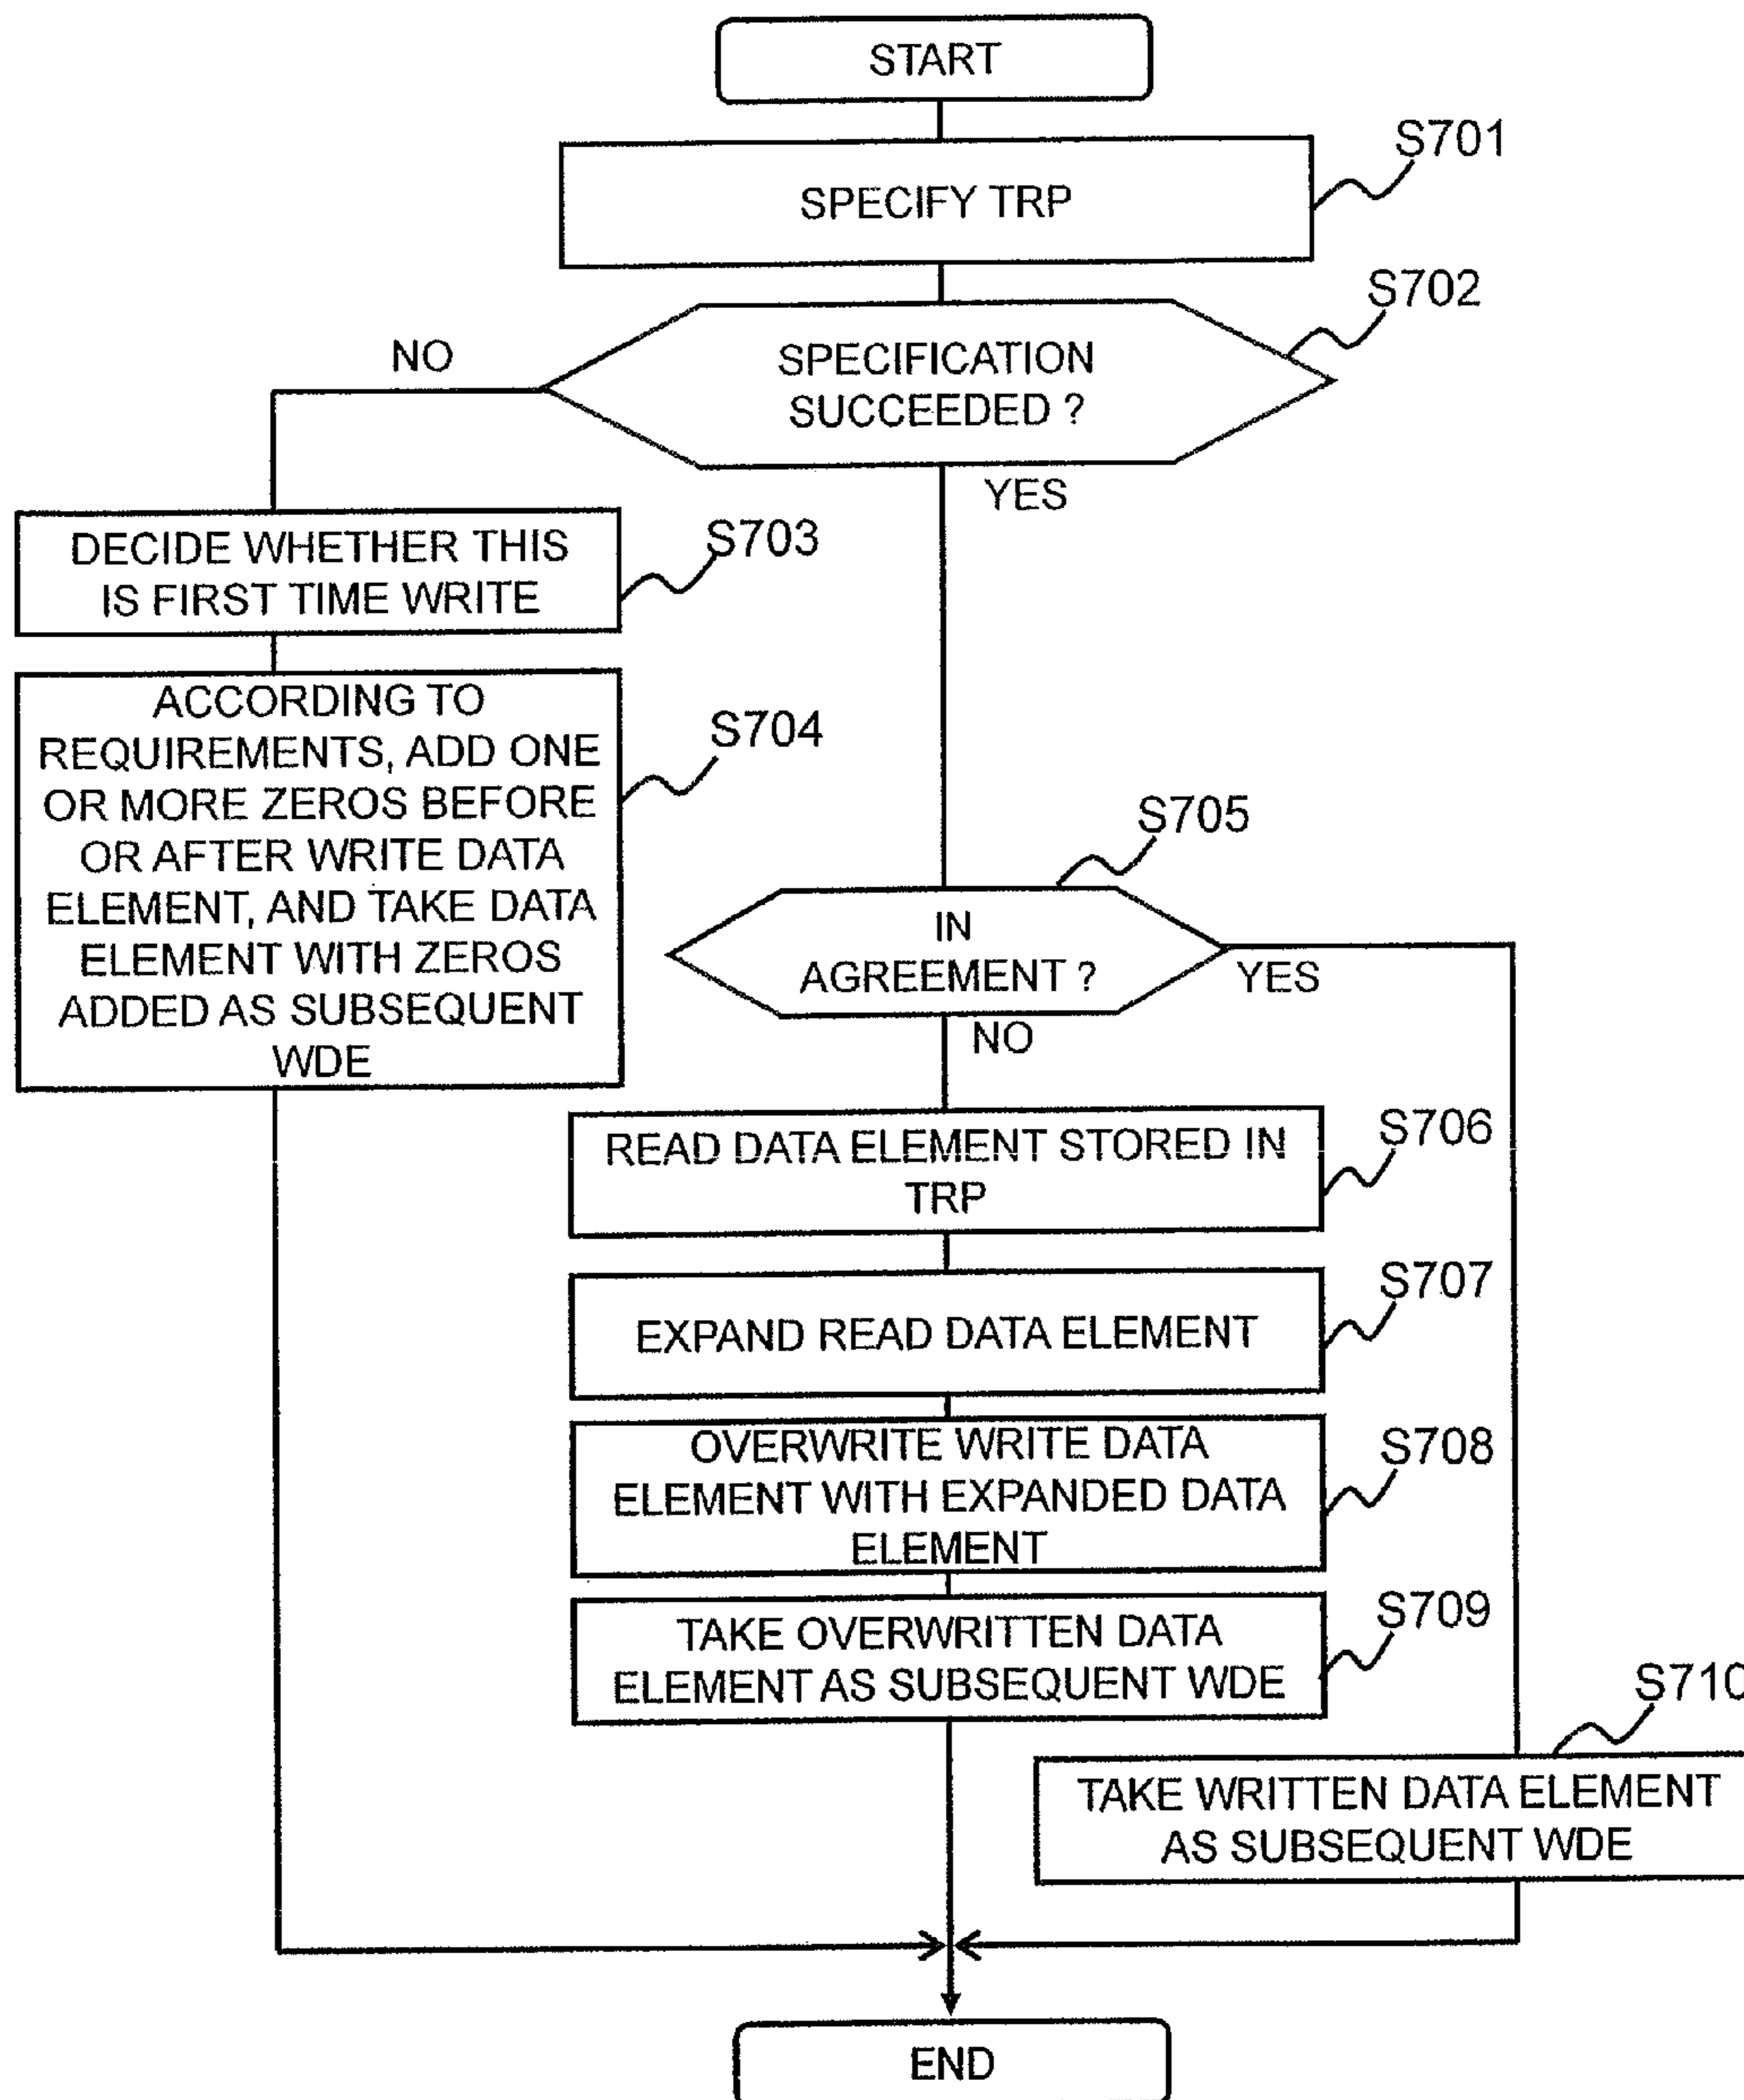 START
S701
SPECIFY TRP
S702
NO
SPECIFICATION
SUCCEEDED ?
YES
DECIDE WHETHER THIS
IS FIRST TIME WRITE
S703
ACCORDING TO
REQUIREMENTS, ADD ONE
OR MORE ZEROS BEFORE
OR AFTER WRITE DATA
ELEMENT, AND TAKE DATA
ELEMENT WITH ZEROS
ADDED AS SUBSEQUENT
WDE
S704
S705
IN
AGREEMENT ?
YES
NO
READ DATA ELEMENT STORED IN
TRP
S706
S707
EXPAND READ DATA ELEMENT
OVERWRITE WRITE DATA
ELEMENT WITH EXPANDED DATA
ELEMENT
S708
TAKE OVERWRITTEN DATA
ELEMENT AS SUBSEQUENT WDE
S709
S710
TAKE WRITTEN DATA ELEMENT
AS SUBSEQUENT WDE
END